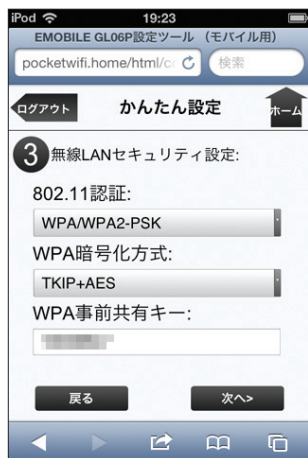 iPod 19:23
EMOBILE GL06P設定ツール （モバイル用）
pocketwifi.home/html/c 検索
ログアウト かんたん設定 ホーム
3 無線LANセキュリティ設定:
802.11認証:
WPA/WPA2-PSK
WPA暗号化方式:
TKIP+AES
WPA事前共有キー:
戻る 次へ>